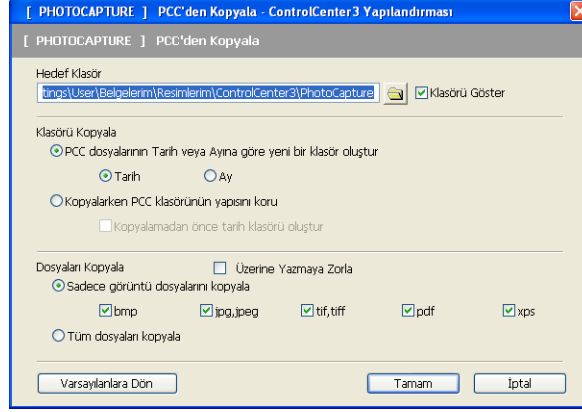 [ PHOTOCAPTURE ] PCC'den Kopyala - ControlCenter3 Yapılandırması
[ PHOTOCAPTURE ] PCC'den Kopyala
Hedef Klasör
tings\User\Belgelerim\Resimlerim\ControlCenter3\PhotoCapture Klasörü Göster
Klasörü Kopyala
PCC dosyalarının Tarih veya Ayına göre yeni bir klasör oluştur
Tarih Ay
Kopyalarken PCC klasörünün yapısını koru
Kopyalamadan önce tarih klasörü oluştur
Dosyaları Kopyala Üzerine Yazmaya Zorla
Sadece görüntü dosyalarını kopyala
bmp jpg,jpeg tif,tiff pdf xps
Tüm dosyaları kopyala
Varsayılanlara Dön Tamam İptal